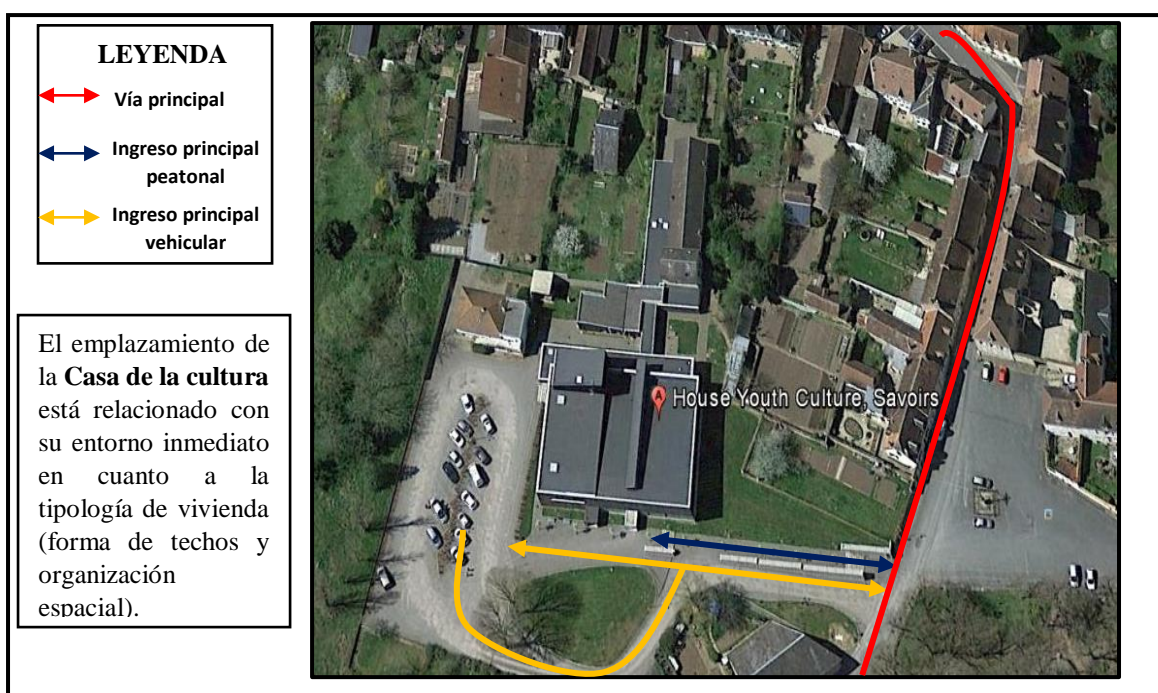 LEYENDA
Vía principal
Ingreso principal
peatonal
Ingreso principal
vehicular
El emplazamiento de
la Casa de la cultura
está relacionado con
su entorno inmediato
en cuanto a la
tipología de vivienda
(forma de techos y
organización
espacial).
House Youth Culture, Savoirs